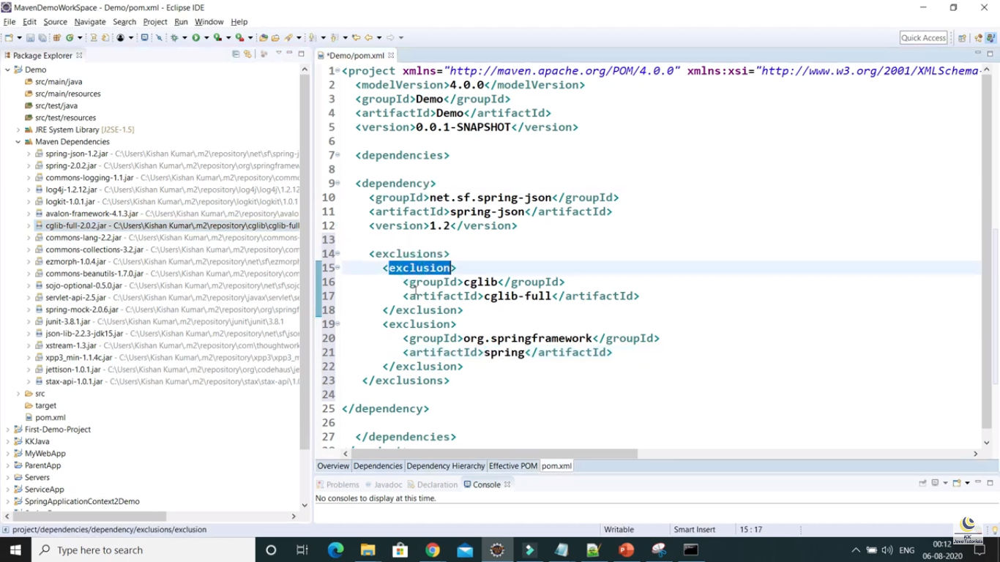 MavenDemoWorkSpace - Demo/pom.xml - Eclipse IDE
File Edit Source Navigate Search Project Run Window Help
Quick Access
Package Explorer
Demo
src/main/java
src/main/resources
src/test/java
src/test/resources
JRE System Library [J2SE-1.5]
Maven Dependencies
spring-json-1.2.jar - C:\Users\Kishan Kumar\.m2\repository\net\sf\spring-j
spring-2.0.2.jar - C:\Users\Kishan Kumar\.m2\repository\org\springframew
commons-logging-1.1.jar - C:\Users\Kishan Kumar\.m2\repository\commo
log4j-1.2.12.jar - C:\Users\Kishan Kumar\.m2\repository\log4j\log4j\1.2.12
logkit-1.0.1.jar - C:\Users\Kishan Kumar\.m2\repository\logkit\logkit\1.0.1
avalon-framework-4.1.3.jar - C:\Users\Kishan Kumar\.m2\repository\avalo
cglib-full-2.0.2.jar - C:\Users\Kishan Kumar\.m2\repository\cglib\cglib-full
commons-lang-2.2.jar - C:\Users\Kishan Kumar\.m2\repository\commons-
commons-collections-3.2.jar - C:\Users\Kishan Kumar\.m2\repository\com
ezmorph-1.0.4.jar - C:\Users\Kishan Kumar\.m2\repository\net\sf\ezmorp
commons-beanutils-1.7.0.jar - C:\Users\Kishan Kumar\.m2\repository\com
sojo-optional-0.5.0.jar - C:\Users\Kishan Kumar\.m2\repository\net\sf\sojo
servlet-api-2.5.jar - C:\Users\Kishan Kumar\.m2\repository\javax\servlet\se
spring-mock-2.0.6.jar - C:\Users\Kishan Kumar\.m2\repository\org\springf
junit-3.8.1.jar - C:\Users\Kishan Kumar\.m2\repository\junit\junit\3.8.1
json-lib-2.2.3-jdk15.jar - C:\Users\Kishan Kumar\.m2\repository\net\sf\jso
xstream-1.3.jar - C:\Users\Kishan Kumar\.m2\repository\com\thoughtwork
xpp3_min-1.1.4c.jar - C:\Users\Kishan Kumar\.m2\repository\xpp3\xpp3_m
jettison-1.0.1.jar - C:\Users\Kishan Kumar\.m2\repository\org\codehaus\je
stax-api-1.0.1.jar - C:\Users\Kishan Kumar\.m2\repository\stax\stax-api\1.0
src
target
pom.xml
First-Demo-Project
KKJava
MyWebApp
ParentApp
Servers
ServiceApp
SpringApplicationContext2Demo
*Demo/pom.xml
1 <project xmlns="http://maven.apache.org/POM/4.0.0" xmlns:xsi="http://www.w3.org/2001/XMLSchema-
2 <modelVersion>4.0.0</modelVersion>
3 <groupId>Demo</groupId>
4 <artifactId>Demo</artifactId>
5 <version>0.0.1-SNAPSHOT</version>
6
7 <dependencies>
8
9 <dependency>
10 <groupId>net.sf.spring-json</groupId>
11 <artifactId>spring-json</artifactId>
12 <version>1.2</version>
13
14 <exclusions>
15 <exclusion>
16 <groupId>cglib</groupId>
17 <artifactId>cglib-full</artifactId>
18 </exclusion>
19 <exclusion>
20 <groupId>org.springframework</groupId>
21 <artifactId>spring</artifactId>
22 </exclusion>
23 </exclusions>
24
25 </dependency>
26
27 </dependencies>
Overview Dependencies Dependency Hierarchy Effective POM pom.xml
Problems Javadoc Declaration Console
No consoles to display at this time.
project/dependencies/dependency/exclusions/exclusion Writable Smart Insert 15 : 17
KK JavaTutorials
Type here to search
ENG
00:12
06-08-2020